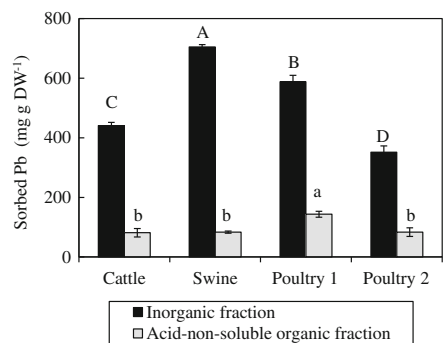 Sorbed Pb (mg g DW-1)
800
600
400
200
0
C
b
A
b
B
a
D
b
Cattle Swine Poultry 1 Poultry 2
Inorganic fraction
Acid-non-soluble organic fraction